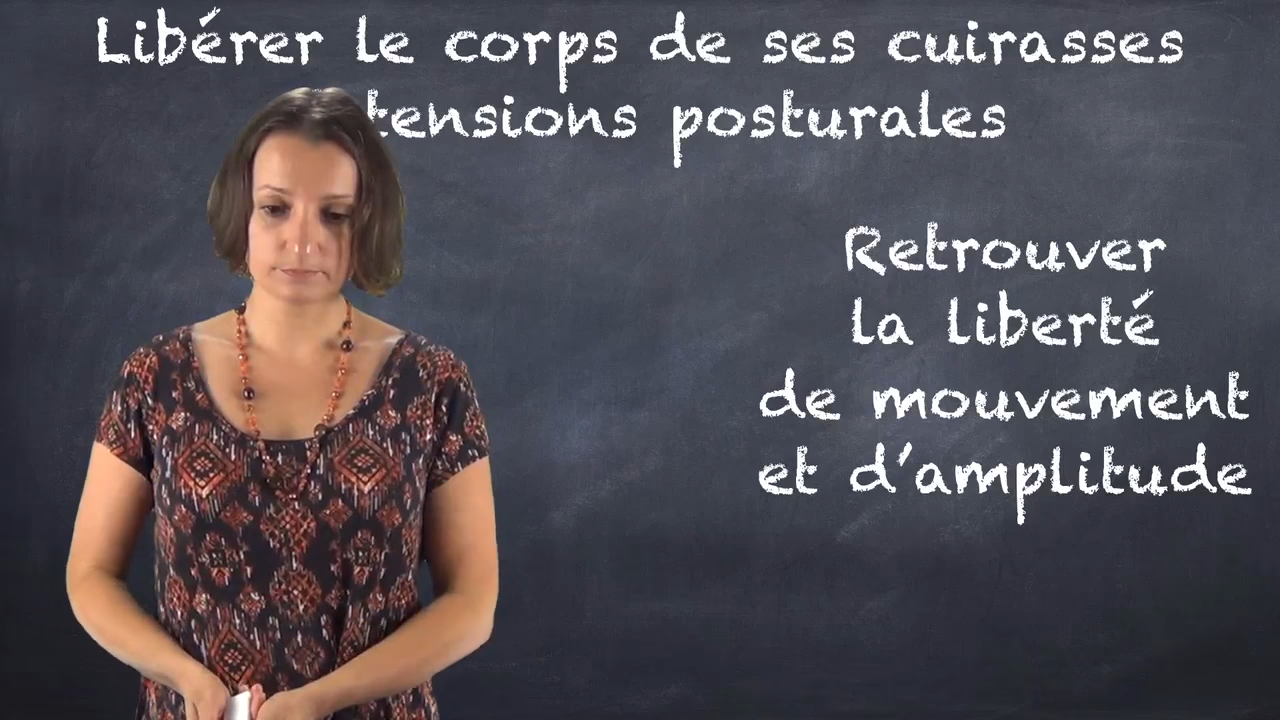 Libérer le corps de ses cuirasses
tensions posturales
Retrouver
la liberté
de mouvement
et d'amplitude